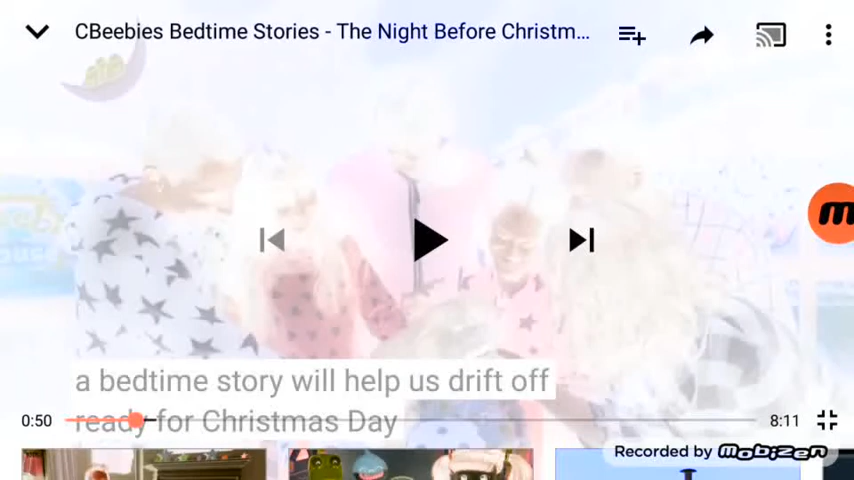 CBeebies Bedtime Stories - The Night Before Christm...
a bedtime story will help us drift off
ready for Christmas Day
0:50
8:11
Recorded by mobizen